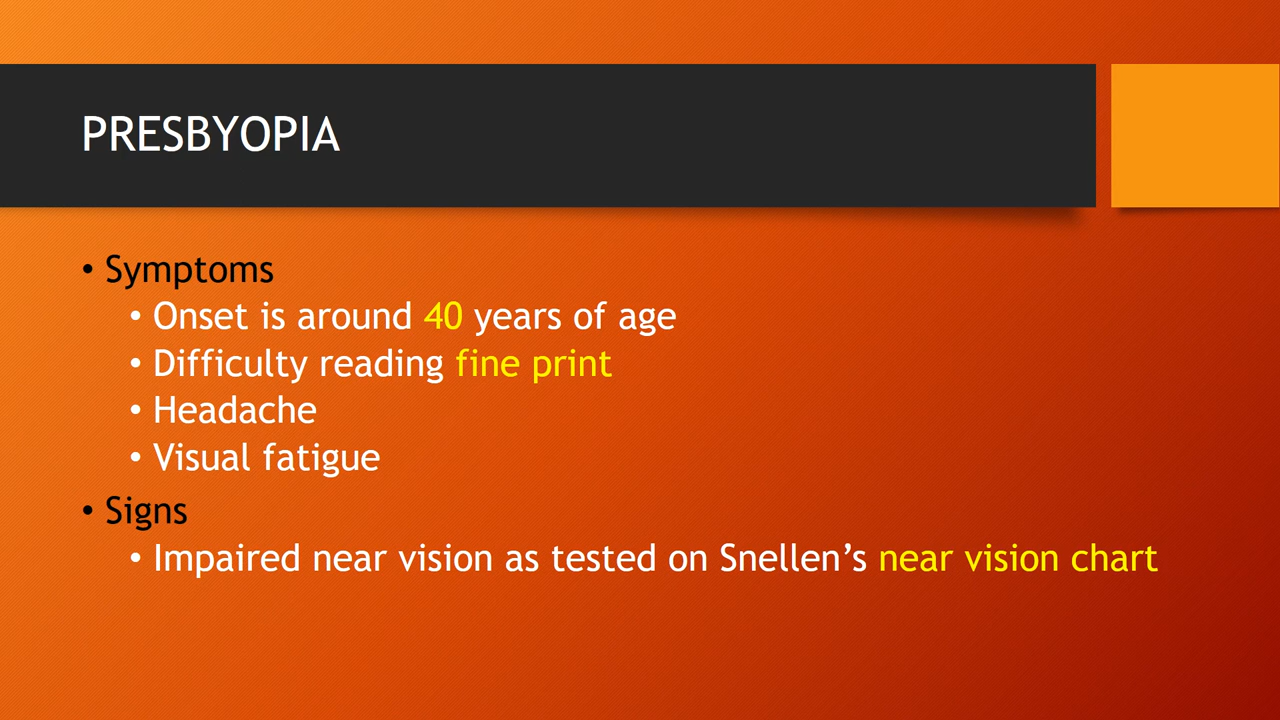 PRESBYOPIA
• Symptoms
• Onset is around 40 years of age
• Difficulty reading fine print
• Headache
• Visual fatigue
• Signs
• Impaired near vision as tested on Snellen’s near vision chart